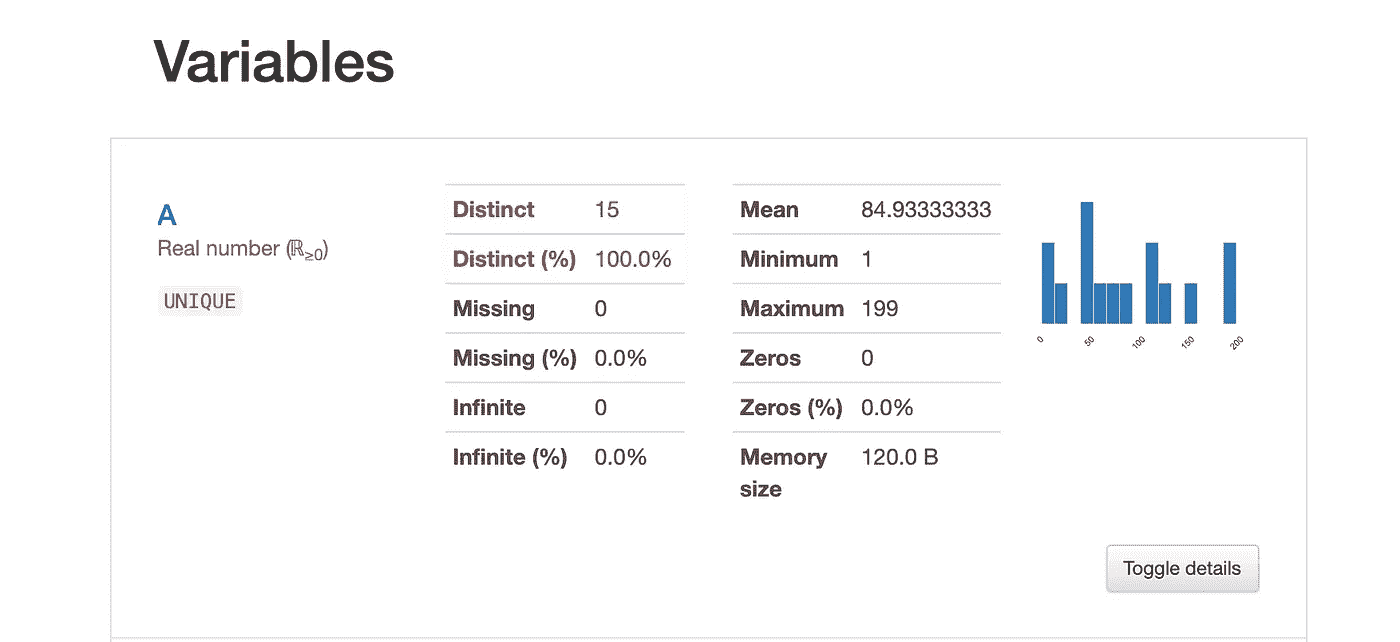 Variables
A
Real number (ℝ≥0)
UNIQUE
Distinct 15
Distinct (%) 100.0%
Missing 0
Missing (%) 0.0%
Infinite 0
Infinite (%) 0.0%
Mean 84.93333333
Minimum 1
Maximum 199
Zeros 0
Zeros (%) 0.0%
Memory 120.0 B
size
0 50 100 150 200
Toggle details